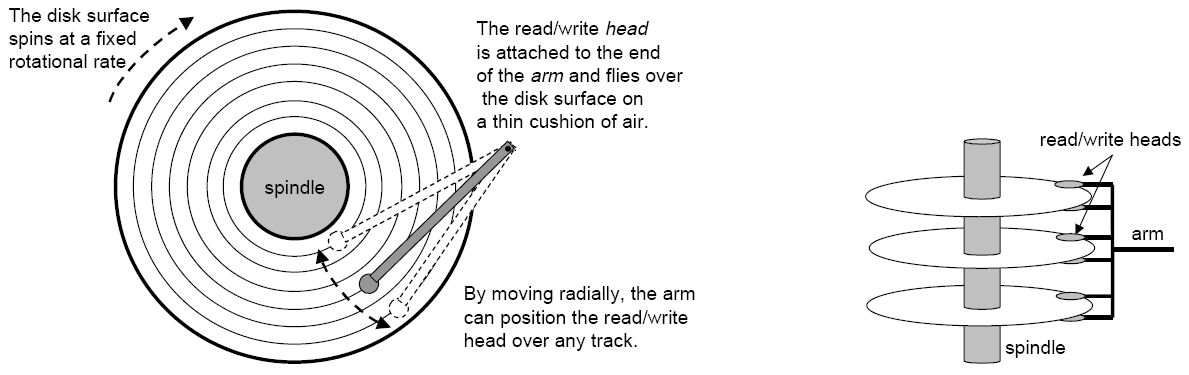 The disk surface
spins at a fixed
rotational rate
The read/write head
is attached to the end
of the arm and flies over
the disk surface on
a thin cushion of air.
spindle
By moving radially, the arm
can position the read/write
head over any track.
read/write heads
arm
spindle